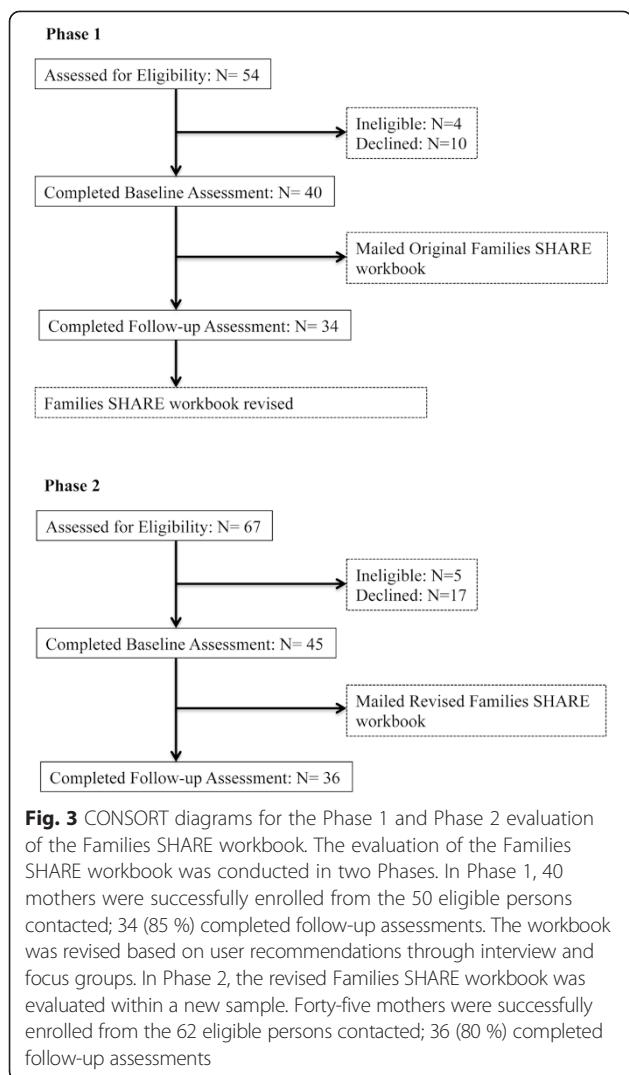 Phase 1
Assessed for Eligibility: N= 54
Ineligible: N=4
Declined: N=10
Completed Baseline Assessment: N= 40
Mailed Original Families SHARE
workbook
Completed Follow-up Assessment: N= 34
Families SHARE workbook revised
Phase 2
Assessed for Eligibility: N= 67
Ineligible: N=5
Declined: N=17
Completed Baseline Assessment: N= 45
Mailed Revised Families SHARE
workbook
Completed Follow-up Assessment: N= 36
Fig. 3 CONSORT diagrams for the Phase 1 and Phase 2 evaluation
of the Families SHARE workbook. The evaluation of the Families
SHARE workbook was conducted in two Phases. In Phase 1, 40
mothers were successfully enrolled from the 50 eligible persons
contacted; 34 (85 %) completed follow-up assessments. The workbook
was revised based on user recommendations through interview and
focus groups. In Phase 2, the revised Families SHARE workbook was
evaluated within a new sample. Forty-five mothers were successfully
enrolled from the 62 eligible persons contacted; 36 (80 %) completed
follow-up assessments